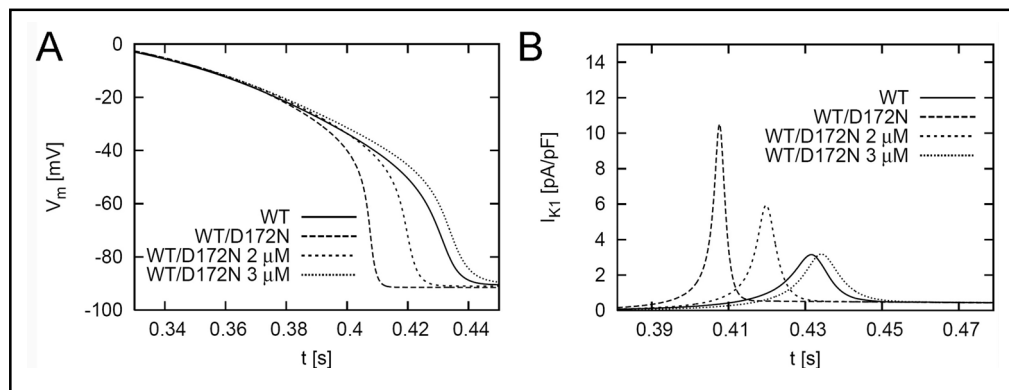 A
0
-20
-40
-60
-80
-100
V_m [mV]
WT
WT/D172N
WT/D172N 2 μM
WT/D172N 3 μM
0.34 0.36 0.38 0.4 0.42 0.44
t [s]
B
14
12
10
8
6
4
2
0
I_K1 [pA/pF]
WT
WT/D172N
WT/D172N 2 μM
WT/D172N 3 μM
0.39 0.41 0.43 0.45 0.47
t [s]